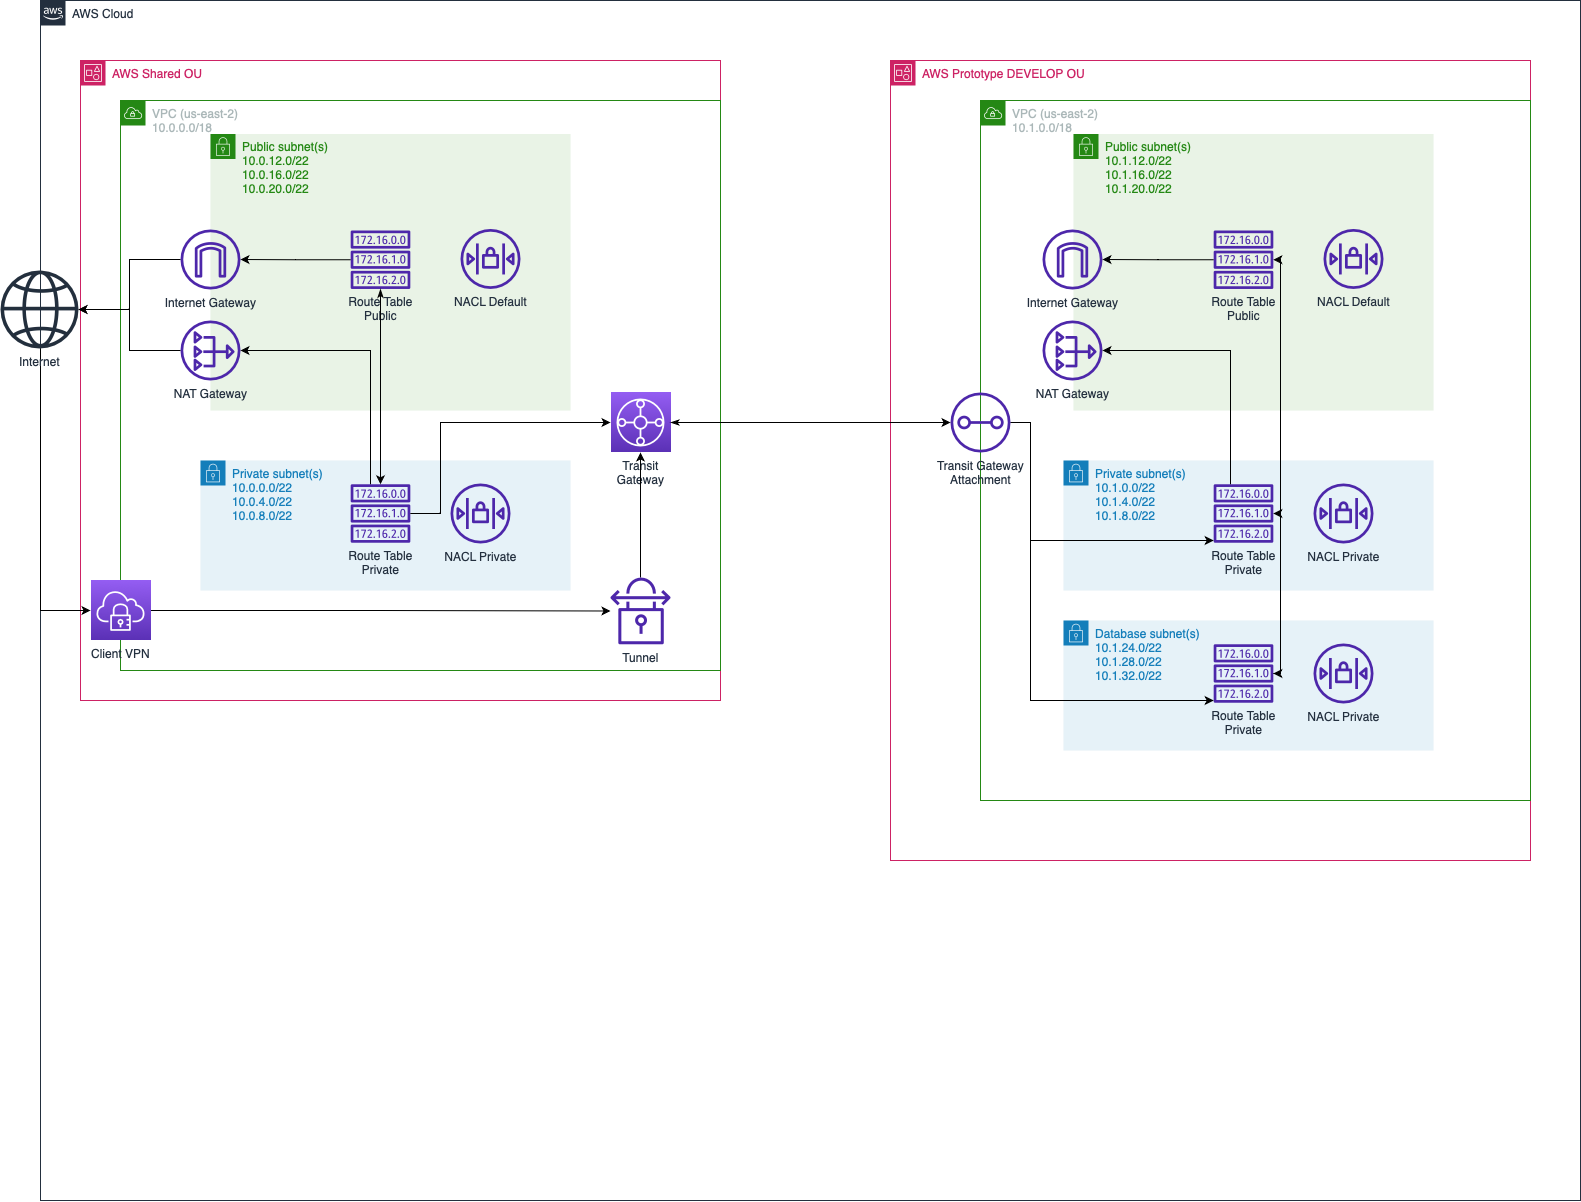 aws
AWS Cloud
AWS Shared OU
VPC (us-east-2)
10.0.0.0/18
Public subnet(s)
10.0.12.0/22
10.0.16.0/22
10.0.20.0/22
172.16.0.0
172.16.1.0
172.16.2.0
Internet Gateway
Route Table
Public
NACL Default
Internet
NAT Gateway
Transit
Gateway
Private subnet(s)
10.0.0.0/22
10.0.4.0/22
10.0.8.0/22
172.16.0.0
172.16.1.0
172.16.2.0
Route Table
Private
NACL Private
Client VPN
Tunnel
AWS Prototype DEVELOP OU
VPC (us-east-2)
10.1.0.0/18
Public subnet(s)
10.1.12.0/22
10.1.16.0/22
10.1.20.0/22
172.16.0.0
172.16.1.0
172.16.2.0
Internet Gateway
Route Table
Public
NACL Default
NAT Gateway
Transit Gateway
Attachment
Private subnet(s)
10.1.0.0/22
10.1.4.0/22
10.1.8.0/22
172.16.0.0
172.16.1.0
172.16.2.0
Route Table
Private
NACL Private
Database subnet(s)
10.1.24.0/22
10.1.28.0/22
10.1.32.0/22
172.16.0.0
172.16.1.0
172.16.2.0
Route Table
Private
NACL Private